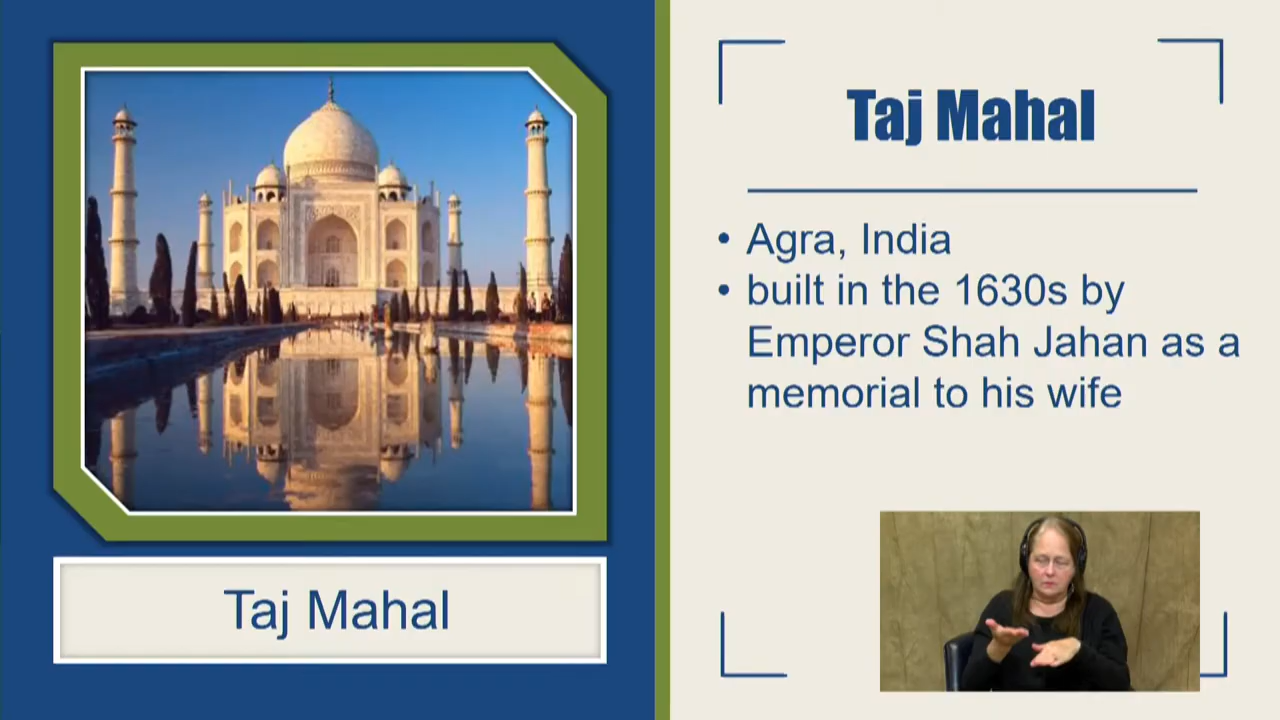 Taj Mahal
Taj Mahal
• Agra, India
• built in the 1630s by
Emperor Shah Jahan as a
memorial to his wife